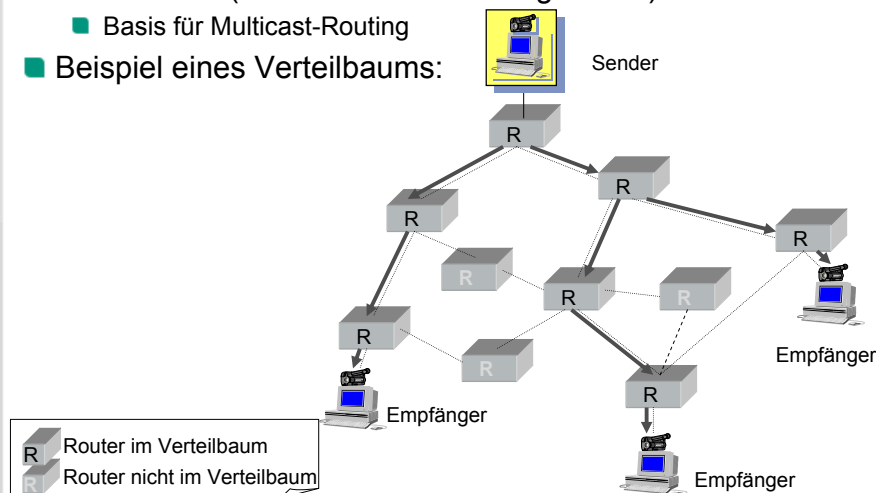 Basis für Multicast-Routing
Beispiel eines Verteilbaums:
Sender
R
R
R
R
R
R
R
R
R
Empfänger
R
Empfänger
R
Empfänger
R Router im Verteilbaum
R Router nicht im Verteilbaum